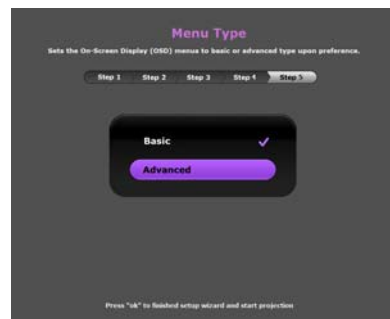 Menu Type
Sets the On-Screen Display (OSD) menus to basic or advanced type upon preference.
Step 1 Step 2 Step 3 Step 4 Step 5
Basic
Advanced
Press "ok" to finished setup wizard and start projection